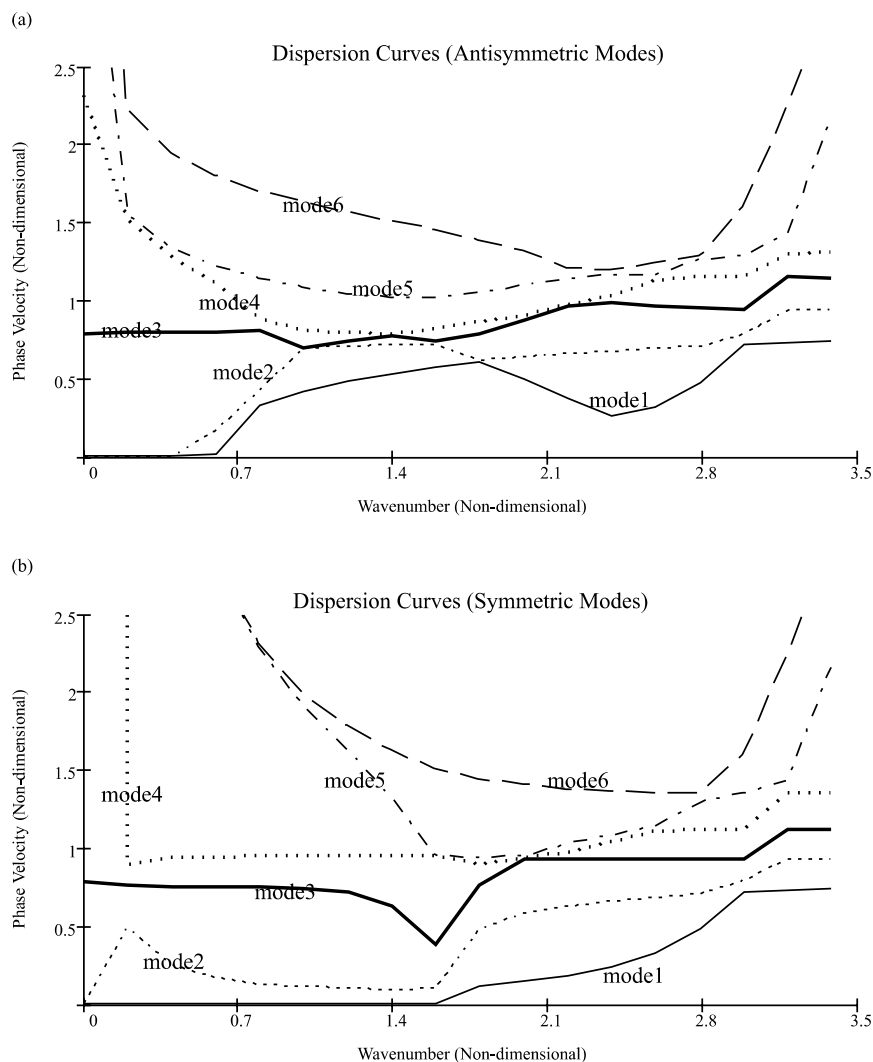 (a)
Dispersion Curves (Antisymmetric Modes)
2.5
2
1.5
1
0.5
Phase Velocity (Non-dimensional)
mode6
mode5
mode4
mode3
mode2
mode1
0
0.7
1.4
2.1
2.8
3.5
Wavenumber (Non-dimensional)
(b)
Dispersion Curves (Symmetric Modes)
2.5
2
1.5
1
0.5
Phase Velocity (Non-dimensional)
mode5
mode6
mode4
mode3
mode2
mode1
0
0.7
1.4
2.1
2.8
3.5
Wavenumber (Non-dimensional)